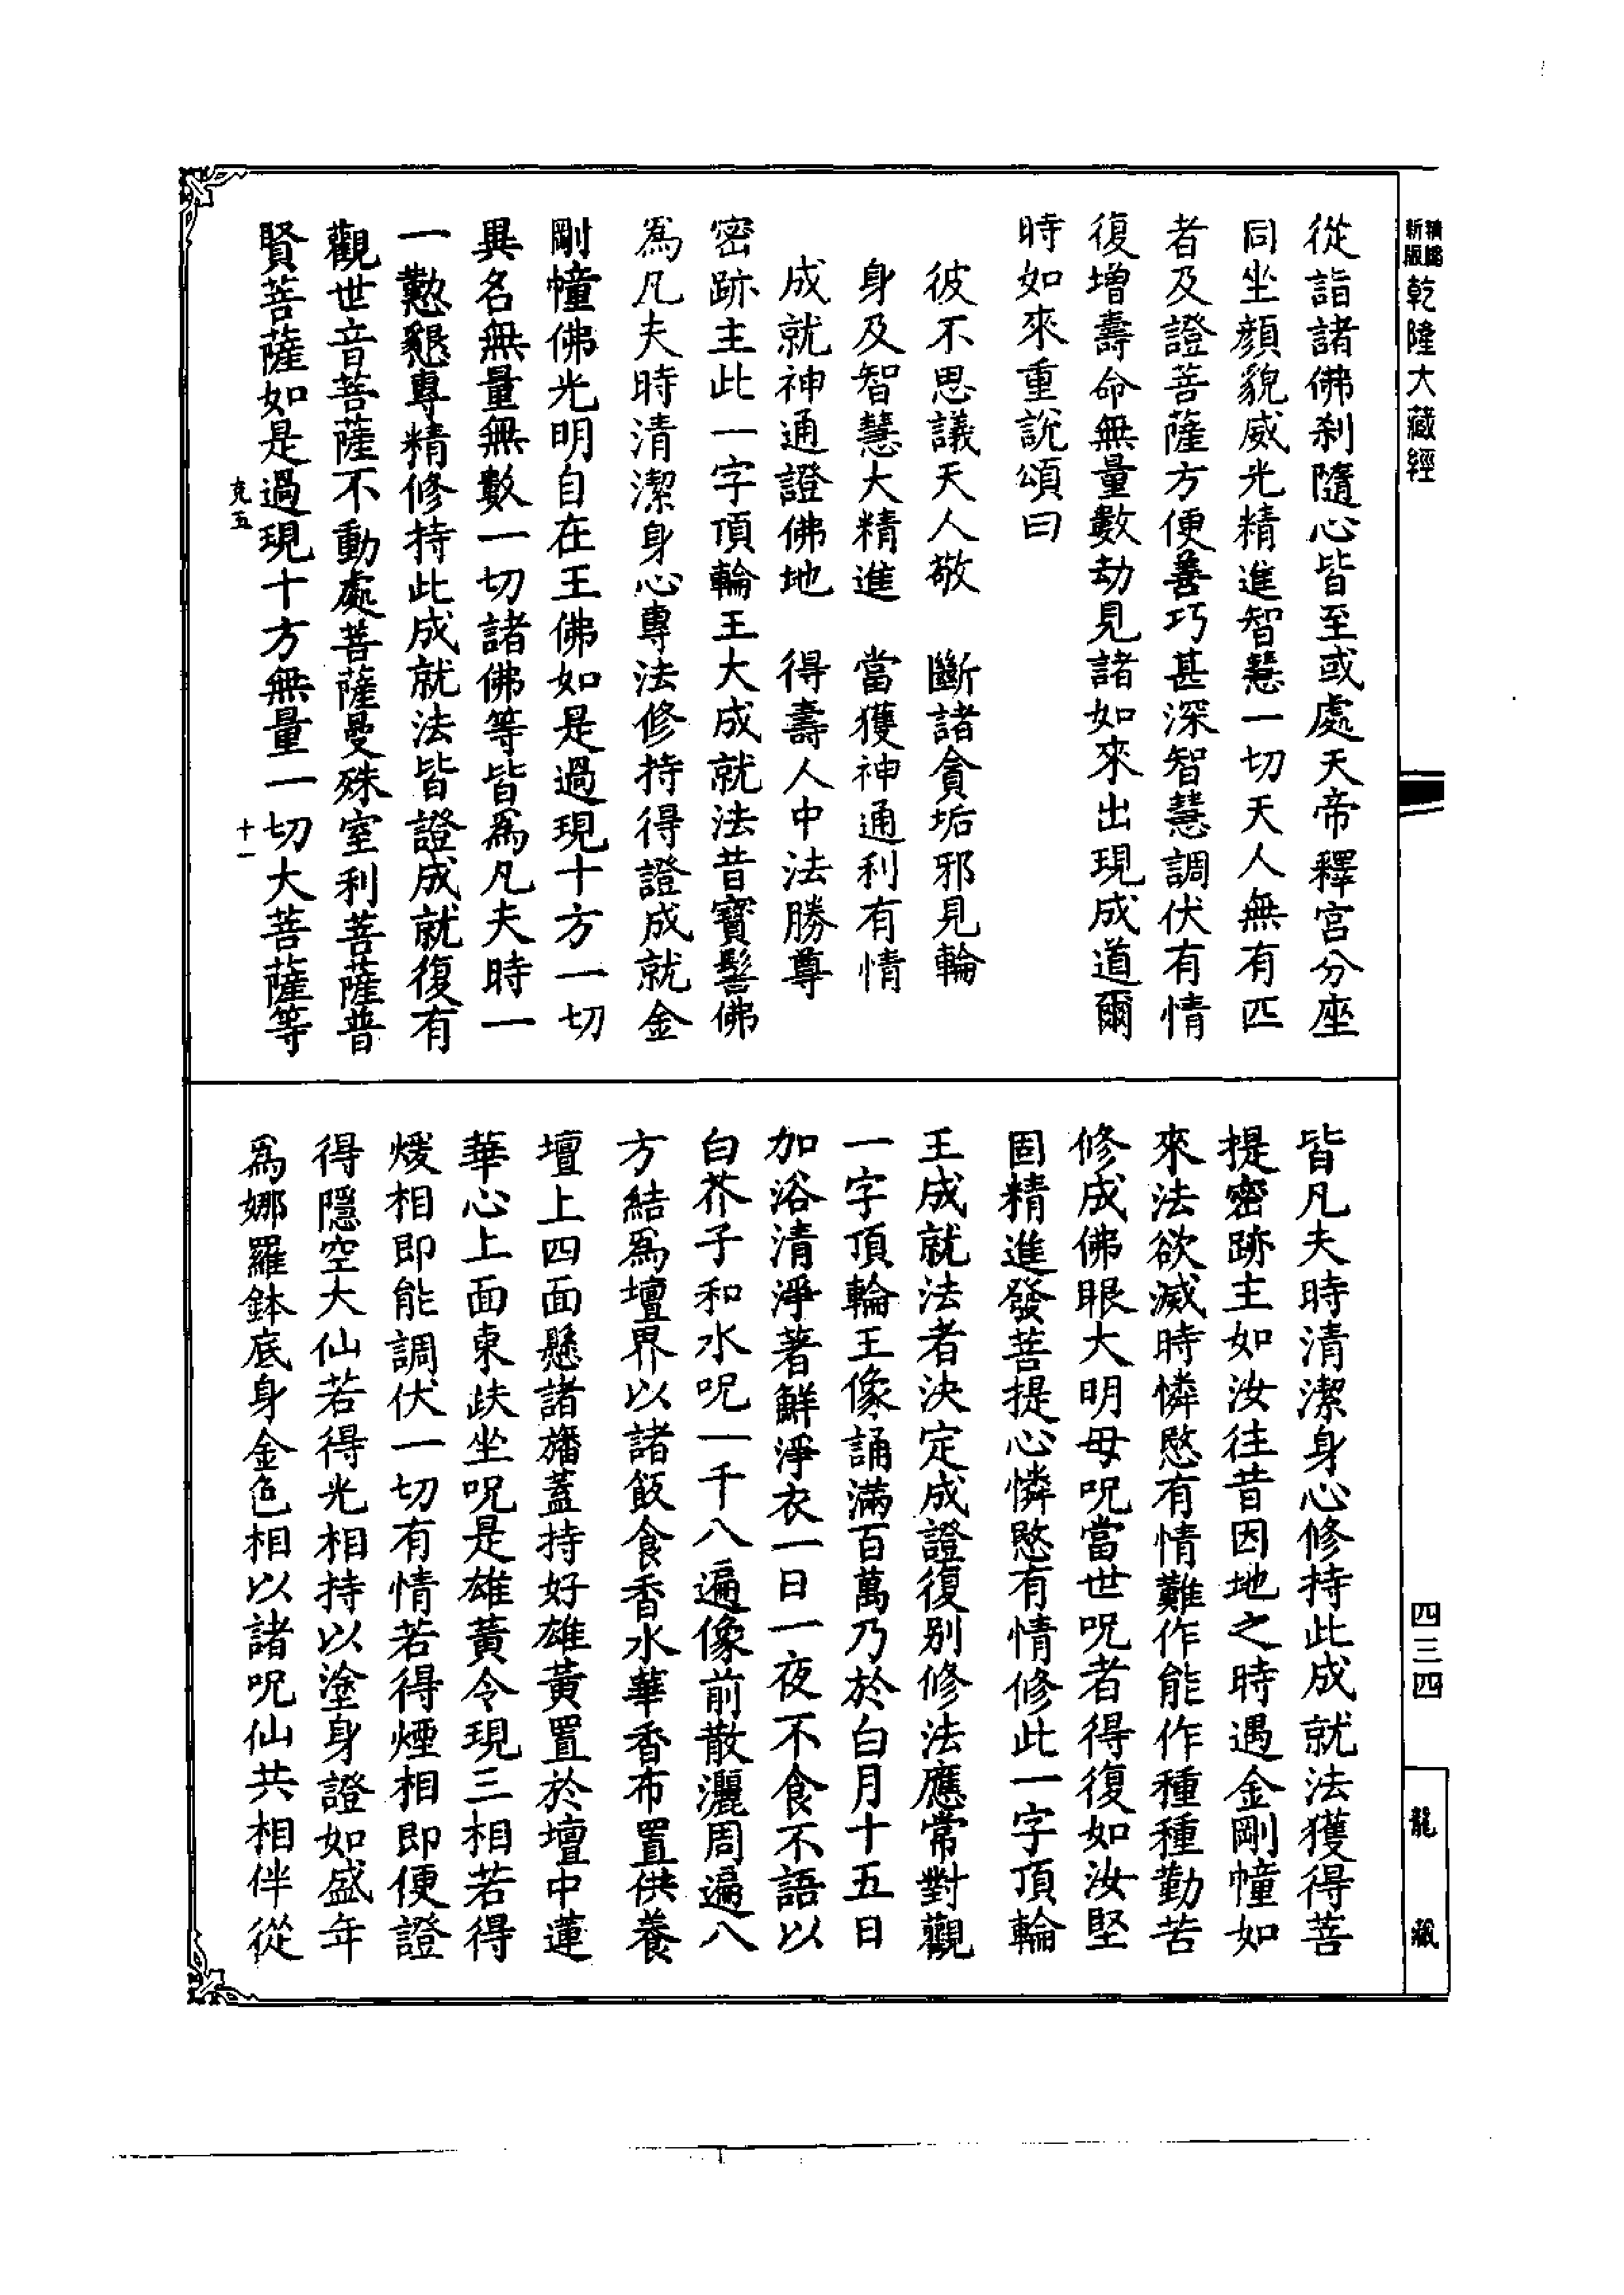 新版
乾隆大藏經
從詣諸佛刹隨心皆至或處天帝釋宮分座
同坐顏貌威光精進智慧一切天人無有匹
者及證菩薩方便善巧甚深智慧調伏有情
復增壽命無量數劫見諸如來出現成道爾
時如來重說頌曰
彼不思議天人敬　斷諸貪垢邪見輪
身及智慧大精進　當獲神通利有情
成就神通證佛地　得壽人中法勝尊
密跡主此一字頂輪王大成就法昔寶髻佛
爲凡夫時清潔身心專法修持得證成就金
剛幢佛光明自在王佛如是過現十方一切
異名無量無數一切諸佛等皆爲凡夫時一
一懃懇專精修持此成就法皆證成就復有
觀世音菩薩不動處菩薩曼殊室利菩薩普
賢菩薩如是過現十方無量一切大菩薩等
克五　十一
皆凡夫時清潔身心修持此成就法獲得菩
提密跡主如汝往昔因地之時遇金剛幢如
來法欲滅時憐愍有情難作能作種種勤苦
修成佛眼大明母呪當世呪者得復如汝堅
固精進發菩提心憐愍有情修此一字頂輪
王成就法者決定成證復別修法應常對觀
一字頂輪王像誦滿百萬乃於白月十五日
加浴清淨著鮮淨衣一日一夜不食不語以
白芥子和水呪一千八遍像前散灑周遍八
方結爲壇界以諸飯食香水華香布置供養
壇上四面懸諸旛蓋持好雄黃置於壇中蓮
華心上面東趺坐呪是雄黃令現三相若得
煖相即能調伏一切有情若得煙相即便證
得隱空大仙若得光相持以塗身證如盛年
爲娜羅鉢底身金色相以諸呪仙共相伴從
四三四
龍藏